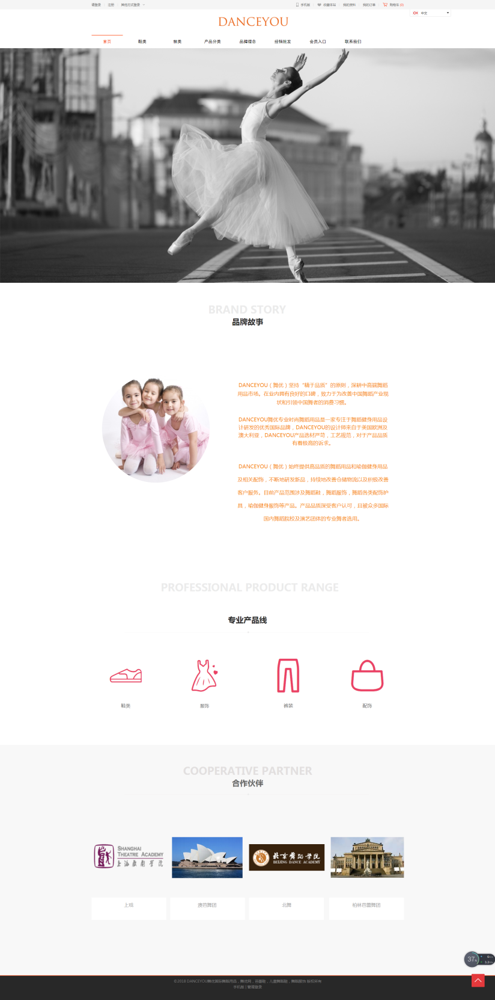 请登录 注册 其他方式登录
手机版 收藏本站 我的资料 我的订单 购物车(0)
CH 中文
DANCEYOU
首页 鞋类 袜类 产品分类 品牌理念 经销批发 会员入口 联系我们
BRAND STORY
品牌故事
DANCEYOU（舞优）坚持“精于品质”的原则，深耕中高端舞蹈
用品市场。在业内拥有良好的口碑，致力于为改善中国舞蹈产业现
状和引领中国舞者的消费习惯。
DANCEYOU舞优专业时尚舞蹈用品是一家专注于舞蹈健身用品设
计研发的优秀国际品牌，DANCEYOU的设计师来自于美国欧洲及
澳大利亚，DANCEYOU产品选材严苛，工艺规范，对于产品品质
有着极高的诉求。
DANCEYOU（舞优）始终提供高品质的舞蹈用品和瑜伽健身用品
及相关配饰，不断地研发新品，持续地改善仓储物流以及积极改善
客户服务。目前产品范围涉及舞蹈鞋，舞蹈服饰，舞蹈各类配饰护
具，瑜伽健身服饰等产品。产品品质深受客户认可，且被众多国际
国内舞蹈院校及演艺团体的专业舞者选用。
PROFESSIONAL PRODUCT RANGE
专业产品线
鞋类 服饰 裤装 配饰
COOPERATIVE PARTNER
合作伙伴
SHANGHAI
THEATRE ACADEMY
上海戏剧学院
北京舞蹈学院
BEIJING DANCE ACADEMY
上戏 澳芭舞团 北舞 柏林芭蕾舞团
37%
©2018 DANCEYOU舞优国际舞蹈用品，舞优网，芭蕾鞋，儿童舞蹈鞋，舞蹈服饰 版权所有
手机版 | 管理登录